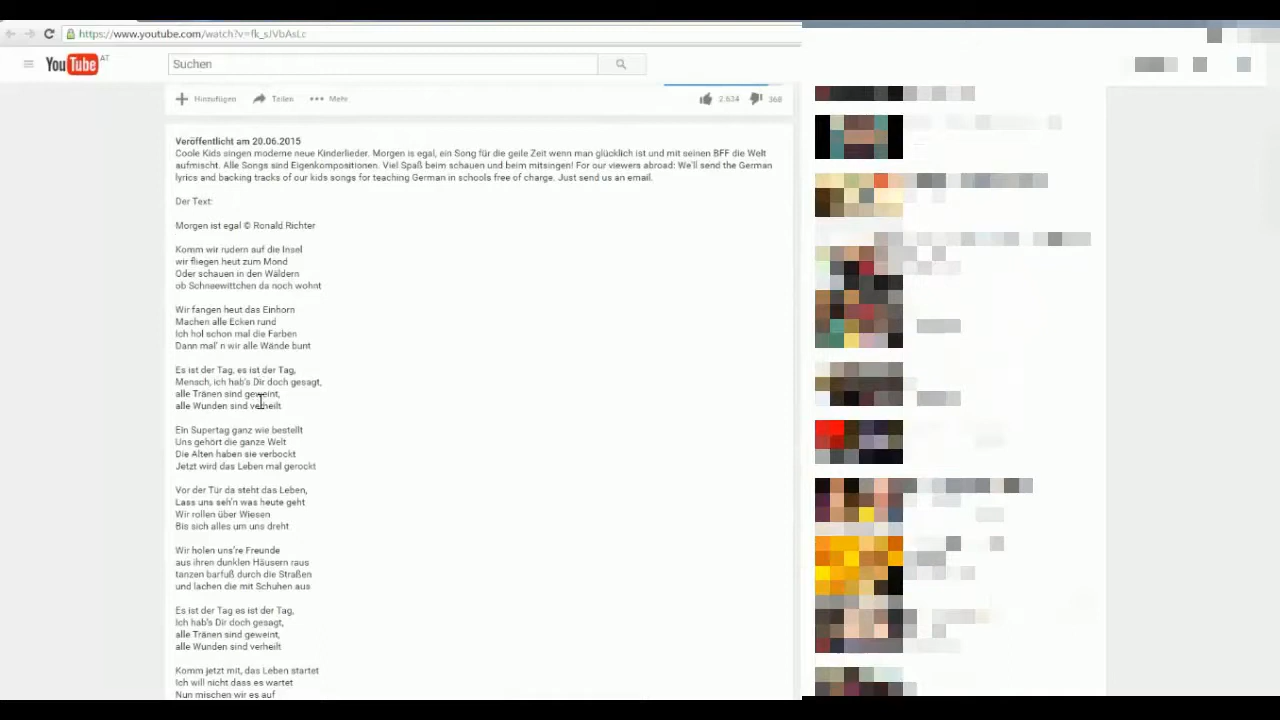 https://www.youtube.com/watch?v=fk_sJVbAsLc
YouTube AT
Suchen
Hinzufügen Teilen Mehr 2.634 368
Veröffentlicht am 20.06.2015
Coole Kids singen moderne neue Kinderlieder. Morgen is egal, ein Song für die geile Zeit wenn man glücklich ist und mit seinen BFF die Welt
aufmischt. Alle Songs sind Eigenkompositionen. Viel Spaß beim schauen und beim mitsingen! For our viewers abroad: We'll send the German
lyrics and backing tracks of our kids songs for teaching German in schools free of charge. Just send us an email.
Der Text:
Morgen ist egal © Ronald Richter
Komm wir rudern auf die Insel
wir fliegen heut zum Mond
Oder schauen in den Wäldern
ob Schneewittchen da noch wohnt
Wir fangen heut das Einhorn
Machen alle Ecken rund
Ich hol schon mal die Farben
Dann mal' n wir alle Wände bunt
Es ist der Tag, es ist der Tag,
Mensch, ich hab's Dir doch gesagt,
alle Tränen sind geweint,
alle Wunden sind verheilt
Ein Supertag ganz wie bestellt
Uns gehört die ganze Welt
Die Alten haben sie verbockt
Jetzt wird das Leben mal gerockt
Vor der Tür da steht das Leben,
Lass uns seh'n was heute geht
Wir rollen über Wiesen
Bis sich alles um uns dreht
Wir holen uns're Freunde
aus ihren dunklen Häusern raus
tanzen barfuß durch die Straßen
und lachen die mit Schuhen aus
Es ist der Tag es ist der Tag,
Ich hab's Dir doch gesagt,
alle Tränen sind geweint,
alle Wunden sind verheilt
Komm jetzt mit, das Leben startet
Ich will nicht dass es wartet
Nun mischen wir es auf